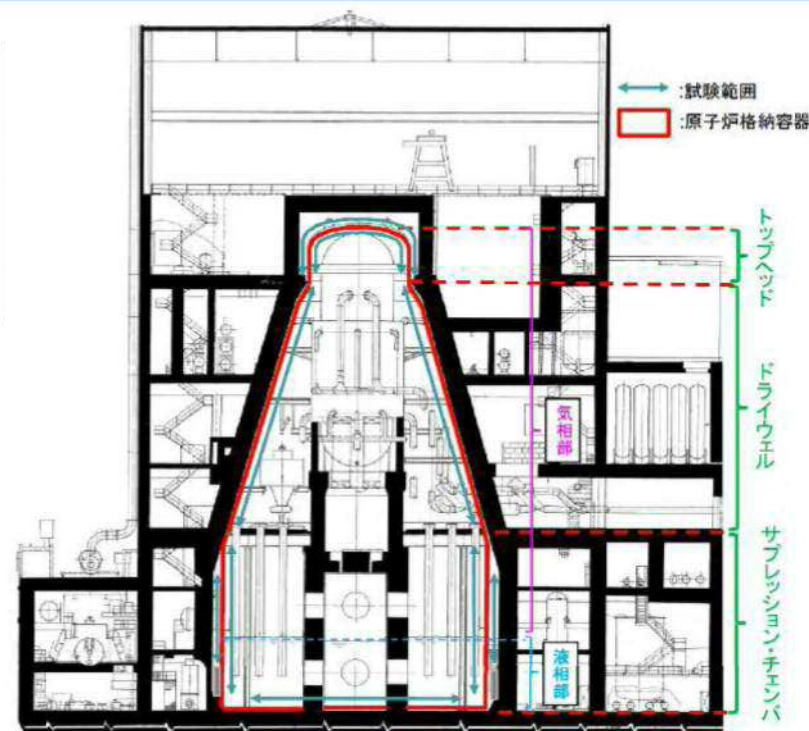 :試験範囲
:原子炉格納容器
トップヘッド
ドライウェル
気相部
サプレッション・チェンバ
液相部